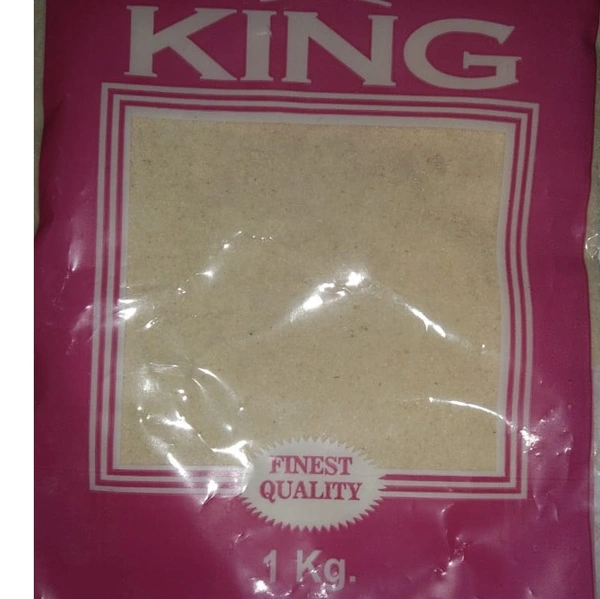 KING
FINEST
QUALITY
1 Kg.